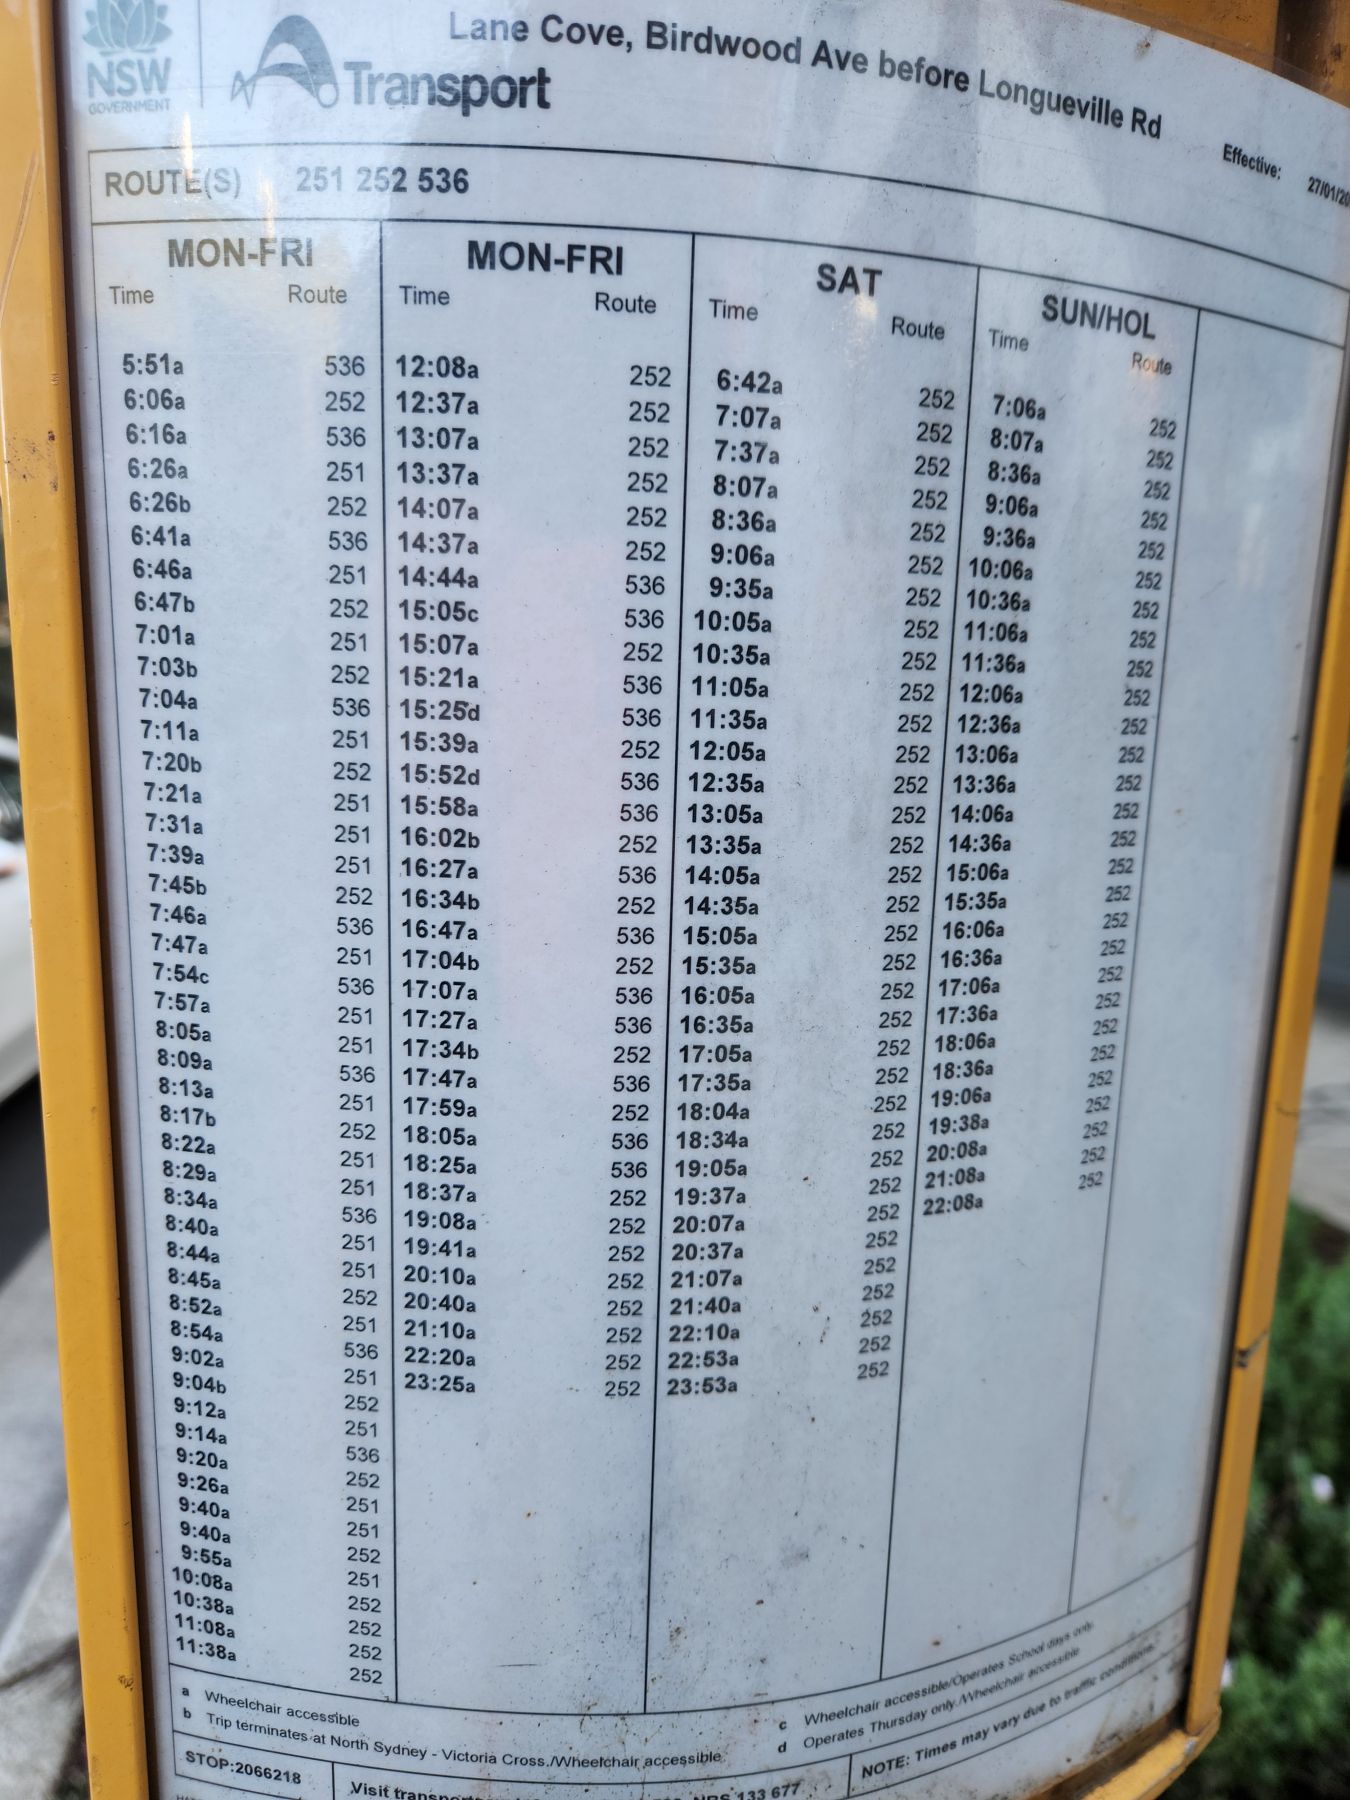 NSW
GOVERNMENT
Transport
Lane Cove, Birdwood Ave before Longueville Rd
Effective: 27/01/20
ROUTE(S) 251 252 536
MON-FRI
Time Route
5:51a 536
6:06a 252
6:16a 536
6:26a 251
6:26b 252
6:41a 536
6:46a 251
6:47b 252
7:01a 251
7:03b 252
7:04a 536
7:11a 251
7:20b 252
7:21a 251
7:31a 251
7:39a 251
7:45b 252
7:46a 536
7:47a 251
7:54c 536
7:57a 251
8:05a 251
8:09a 536
8:13a 251
8:17b 252
8:22a 251
8:29a 251
8:34a 536
8:40a 251
8:44a 251
8:45a 252
8:52a 251
8:54a 536
9:02a 251
9:04b 252
9:12a 251
9:14a 536
9:20a 252
9:26a 251
9:40a 251
9:40a 252
9:55a 251
10:08a 252
10:38a 252
11:08a 252
11:38a 252
MON-FRI
Time Route
12:08a 252
12:37a 252
13:07a 252
13:37a 252
14:07a 252
14:37a 252
14:44a 536
15:05c 536
15:07a 252
15:21a 536
15:25d 536
15:39a 252
15:52d 536
15:58a 536
16:02b 252
16:27a 536
16:34b 252
16:47a 536
17:04b 252
17:07a 536
17:27a 536
17:34b 252
17:47a 536
17:59a 252
18:05a 536
18:25a 536
18:37a 252
19:08a 252
19:41a 252
20:10a 252
20:40a 252
21:10a 252
22:20a 252
23:25a 252
SAT
Time Route
6:42a 252
7:07a 252
7:37a 252
8:07a 252
8:36a 252
9:06a 252
9:35a 252
10:05a 252
10:35a 252
11:05a 252
11:35a 252
12:05a 252
12:35a 252
13:05a 252
13:35a 252
14:05a 252
14:35a 252
15:05a 252
15:35a 252
16:05a 252
16:35a 252
17:05a 252
17:35a 252
18:04a 252
18:34a 252
19:05a 252
19:37a 252
20:07a 252
20:37a 252
21:07a 252
21:40a 252
22:10a 252
22:53a 252
23:53a 252
SUN/HOL
Time Route
7:06a 252
8:07a 252
8:36a 252
9:06a 252
9:36a 252
10:06a 252
10:36a 252
11:06a 252
11:36a 252
12:06a 252
12:36a 252
13:06a 252
13:36a 252
14:06a 252
14:36a 252
15:06a 252
15:35a 252
16:06a 252
16:36a 252
17:06a 252
17:36a 252
18:06a 252
18:36a 252
19:06a 252
19:38a 252
20:08a 252
21:08a 252
22:08a 252
a Wheelchair accessible
b Trip terminates at North Sydney - Victoria Cross./Wheelchair accessible
c Wheelchair accessible/Operates School days only.
d Operates Thursday only./Wheelchair accessible
STOP:2066218
NOTE: Times may vary due to traffic conditions.
133 677